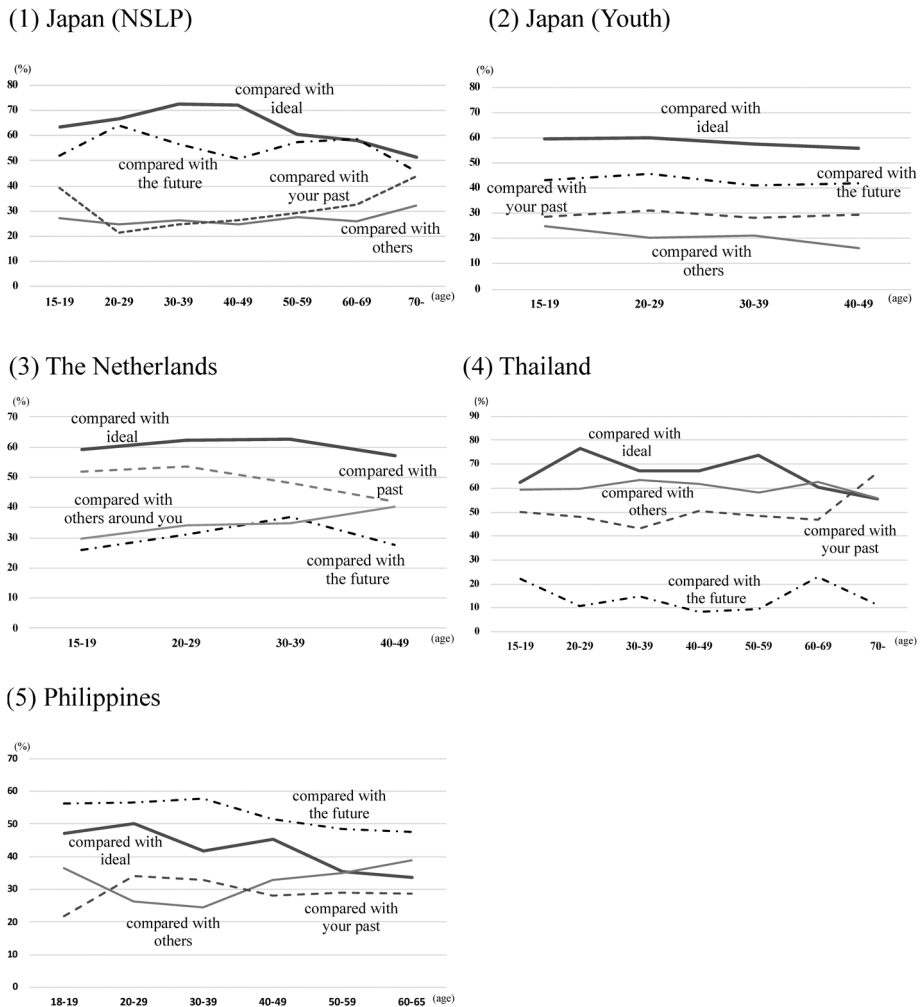 (1) Japan (NSLP)
(%)
80
70
60
50
40
30
20
10
0
compared with
ideal
compared with
the future
compared with
your past
compared with
others
15-19 20-29 30-39 40-49 50-59 60-69 70- (age)
(2) Japan (Youth)
(%)
80
70
60
50
40
30
20
10
0
compared with
ideal
compared with
the future
compared with
your past
compared with
others
15-19 20-29 30-39 40-49 (age)
(3) The Netherlands
(%)
70
60
50
40
30
20
10
0
compared with
ideal
compared with
past
compared with
others around you
compared with
the future
15-19 20-29 30-39 40-49 (age)
(4) Thailand
(%)
90
80
70
60
50
40
30
20
10
0
compared with
ideal
compared with
others
compared with
your past
compared with
the future
15-19 20-29 30-39 40-49 50-59 60-69 70- (age)
(5) Philippines
(%)
70
60
50
40
30
20
10
0
compared with
the future
compared with
ideal
compared with
your past
compared with
others
18-19 20-29 30-39 40-49 50-59 60-65 (age)